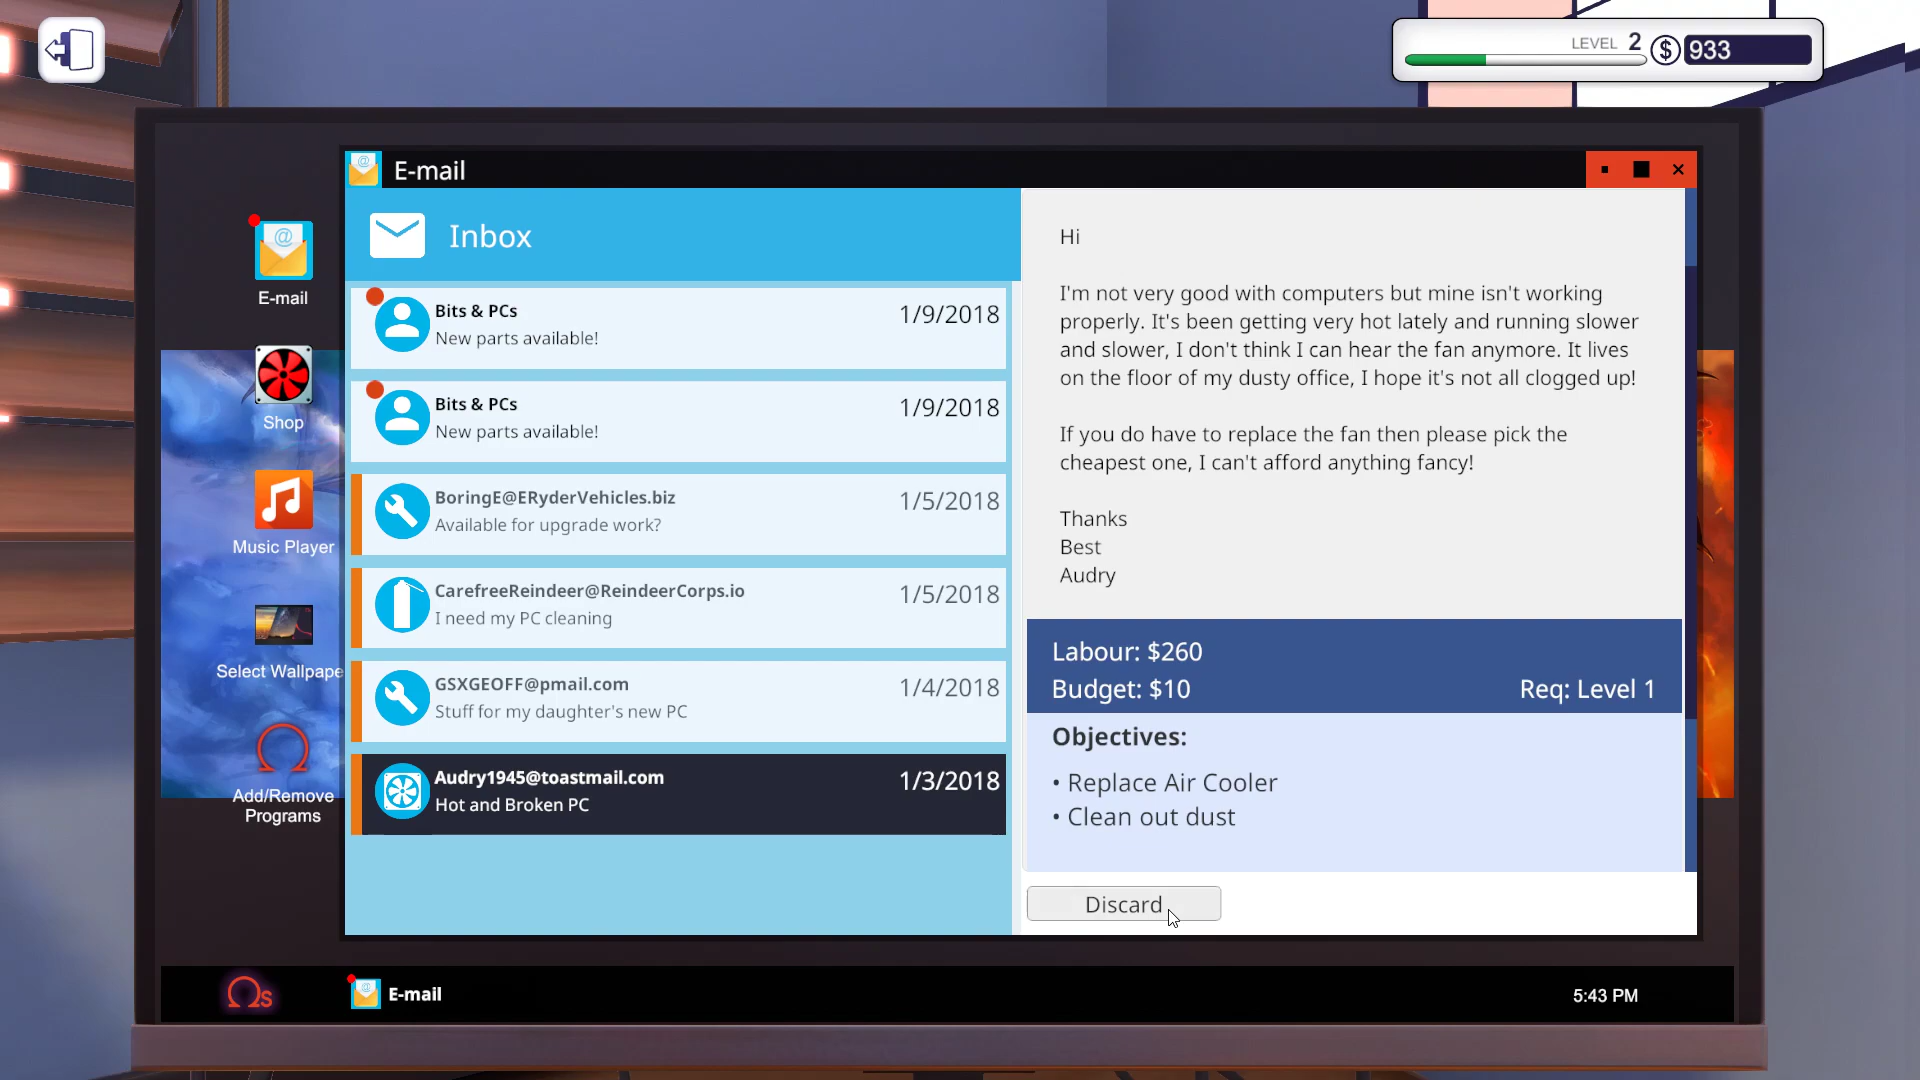 LEVEL 2 $ 933
E-mail
Inbox
Bits & PCs 1/9/2018
New parts available!
Bits & PCs 1/9/2018
New parts available!
BoringE@ERyderVehicles.biz 1/5/2018
Available for upgrade work?
CarefreeReindeer@ReindeerCorps.io 1/5/2018
I need my PC cleaning
GSXGEOFF@pmail.com 1/4/2018
Stuff for my daughter's new PC
Audry1945@toastmail.com 1/3/2018
Hot and Broken PC
Hi
I'm not very good with computers but mine isn't working
properly. It's been getting very hot lately and running slower
and slower, I don't think I can hear the fan anymore. It lives
on the floor of my dusty office, I hope it's not all clogged up!
If you do have to replace the fan then please pick the
cheapest one, I can't afford anything fancy!
Thanks
Best
Audry
Labour: $260
Budget: $10 Req: Level 1
Objectives:
• Replace Air Cooler
• Clean out dust
Discard
E-mail
Shop
Music Player
Select Wallpape
Add/Remove
Programs
Ωs
E-mail
5:43 PM